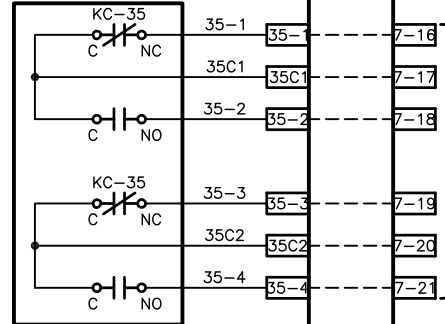 KC-35 35-1 35-1 7-16
C NC
35C1 35C1 7-17
35-2 35-2 7-18
C NO
KC-35 35-3 35-3 7-19
C NC
35C2 35C2 7-20
35-4 35-4 7-21
C NO